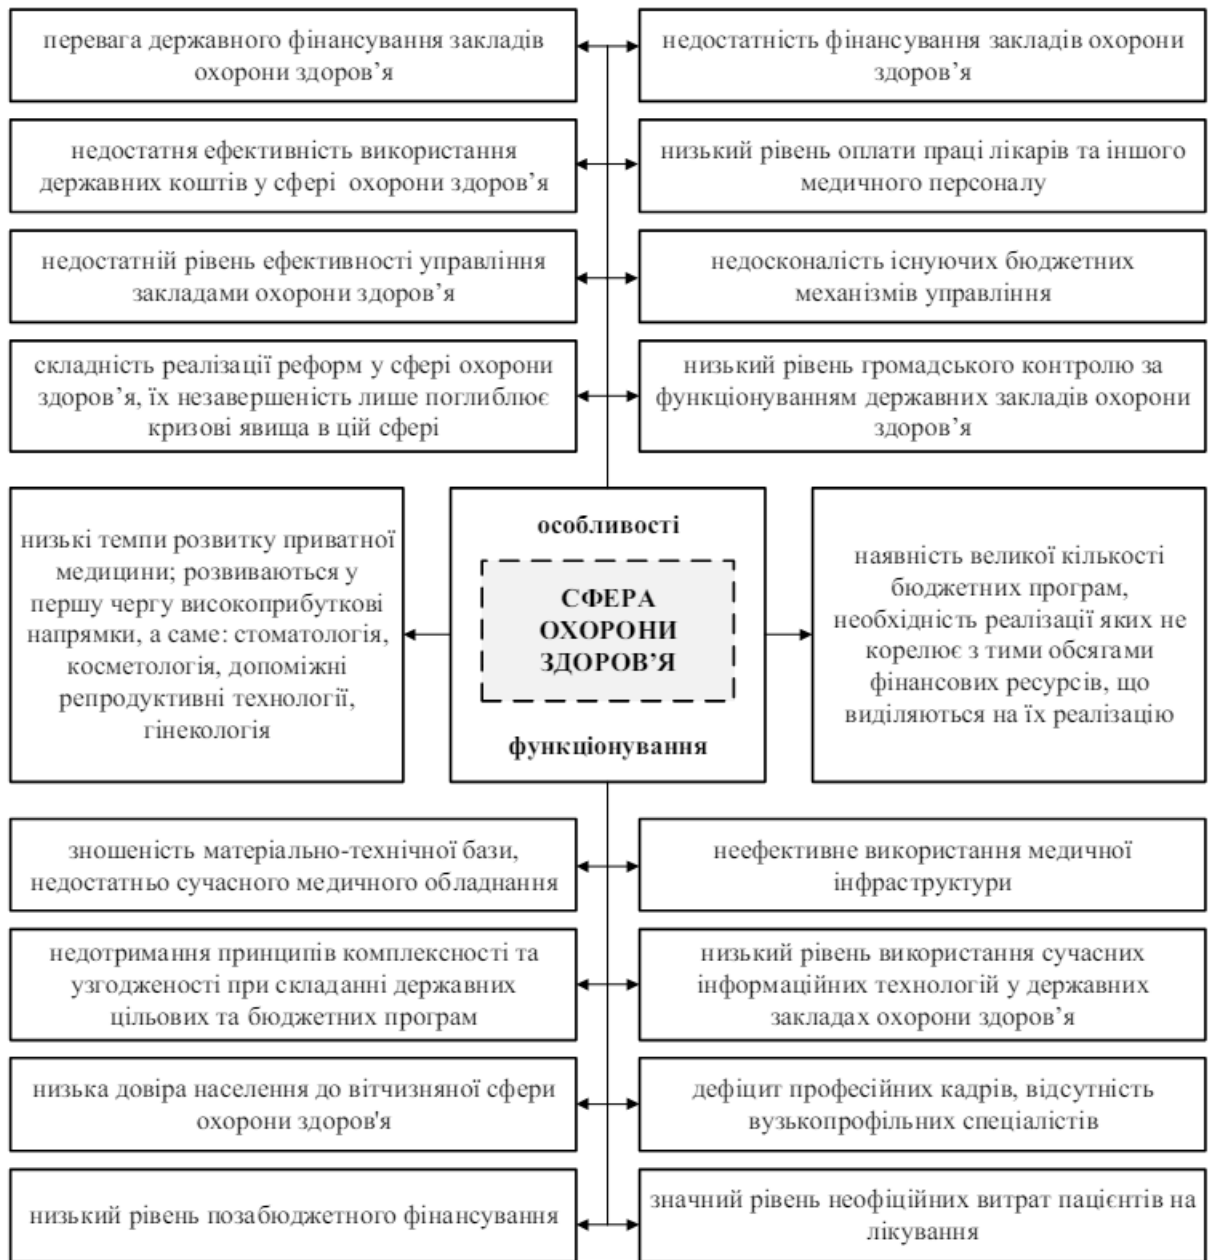 перевага державного фінансування закладів
охорони здоров’я
недостатність фінансування закладів охорони
здоров’я
недостатня ефективність використання
державних коштів у сфері охорони здоров’я
низький рівень оплати праці лікарів та іншого
медичного персоналу
недостатній рівень ефективності управління
закладами охорони здоров’я
недосконалість існуючих бюджетних
механізмів управління
складність реалізації реформ у сфері охорони
здоров’я, їх незавершеність лише поглиблює
кризові явища в цій сфері
низький рівень громадського контролю за
функціонуванням державних закладів охорони
здоров’я
низькі темпи розвитку приватної
медицини; розвиваються у
першу чергу високоприбуткові
напрямки, а саме: стоматологія,
косметологія, допоміжні
репродуктивні технології,
гінекологія
особливості
СФЕРА
ОХОРОНИ
ЗДОРОВ’Я
функціонування
наявність великої кількості
бюджетних програм,
необхідність реалізації яких не
корелює з тими обсягами
фінансових ресурсів, що
виділяються на їх реалізацію
зношеність матеріально-технічної бази,
недостатньо сучасного медичного обладнання
неефективне використання медичної
інфраструктури
недотримання принципів комплексності та
узгодженості при складанні державних
цільових та бюджетних програм
низький рівень використання сучасних
інформаційних технологій у державних
закладах охорони здоров’я
низька довіра населення до вітчизняної сфери
охорони здоров'я
дефіцит професійних кадрів, відсутність
вузькопрофільних спеціалістів
низький рівень позабюджетного фінансування
значний рівень неофіційних витрат пацієнтів на
лікування